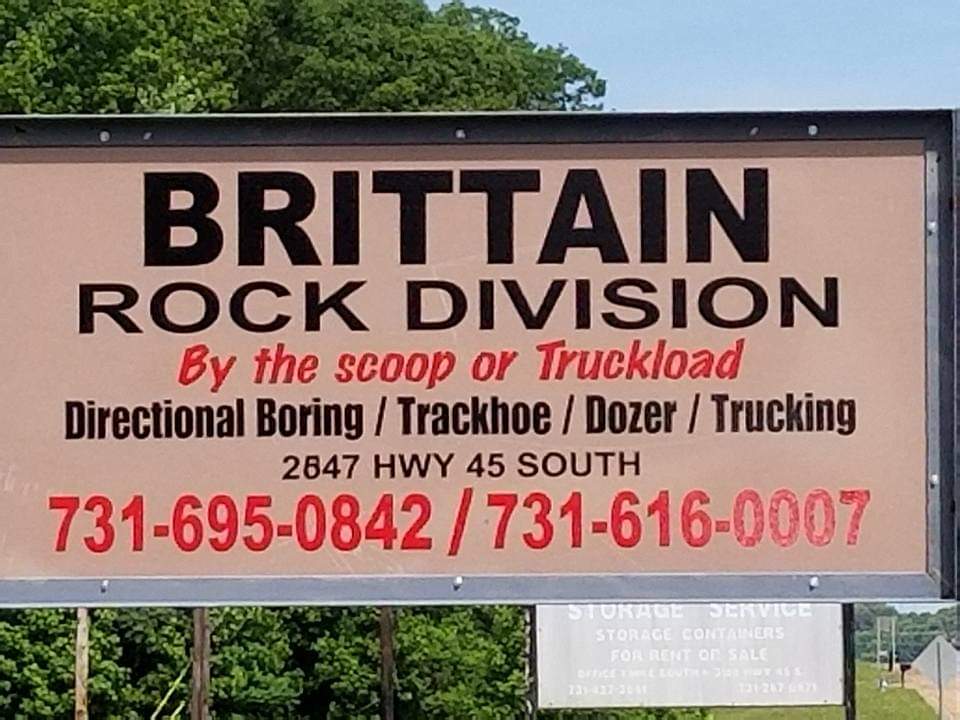 BRITTAIN
ROCK DIVISION
By the scoop or Truckload
Directional Boring / Trackhoe / Dozer / Trucking
HWY 45 SOUTH
731-695-0842 / 731-616-0007
STORAGE SERVICE
STORAGE CONTAINERS
FOR RENT OR SALE